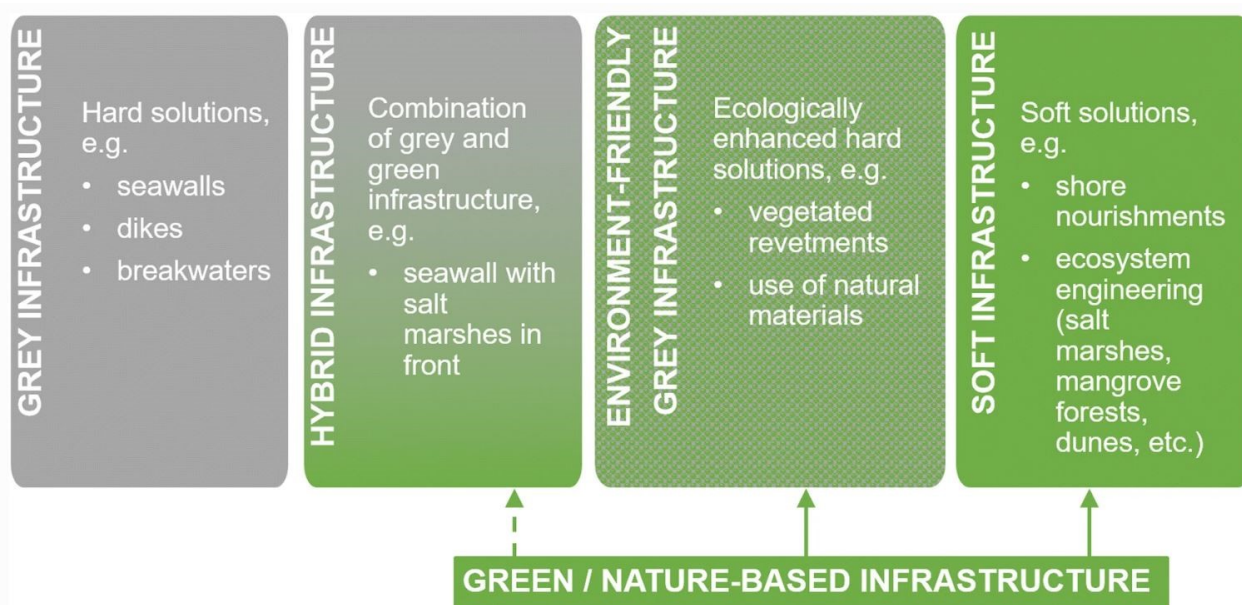 GREY INFRASTRUCTURE
Hard solutions,
e.g.
• seawalls
• dikes
• breakwaters
HYBRID INFRASTRUCTURE
Combination
of grey and
green
infrastructure,
e.g.
• seawall with
salt
marshes in
front
ENVIRONMENT-FRIENDLY
GREY INFRASTRUCTURE
Ecologically
enhanced hard
solutions, e.g.
• vegetated
revetments
• use of natural
materials
SOFT INFRASTRUCTURE
Soft solutions,
e.g.
• shore
nourishments
• ecosystem
engineering
(salt
marshes,
mangrove
forests,
dunes, etc.)
GREEN / NATURE-BASED INFRASTRUCTURE